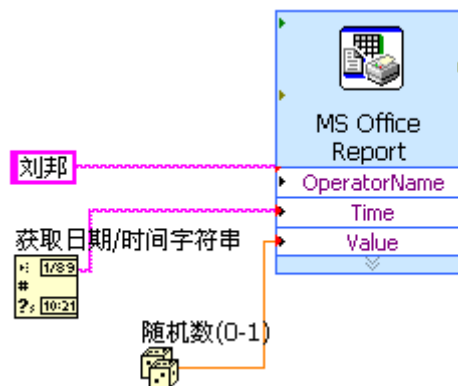 MS Office
Report
刘邦
OperatorName
Time
Value
获取日期/时间字符串
1/89
#
?s 10:21
随机数(0-1)